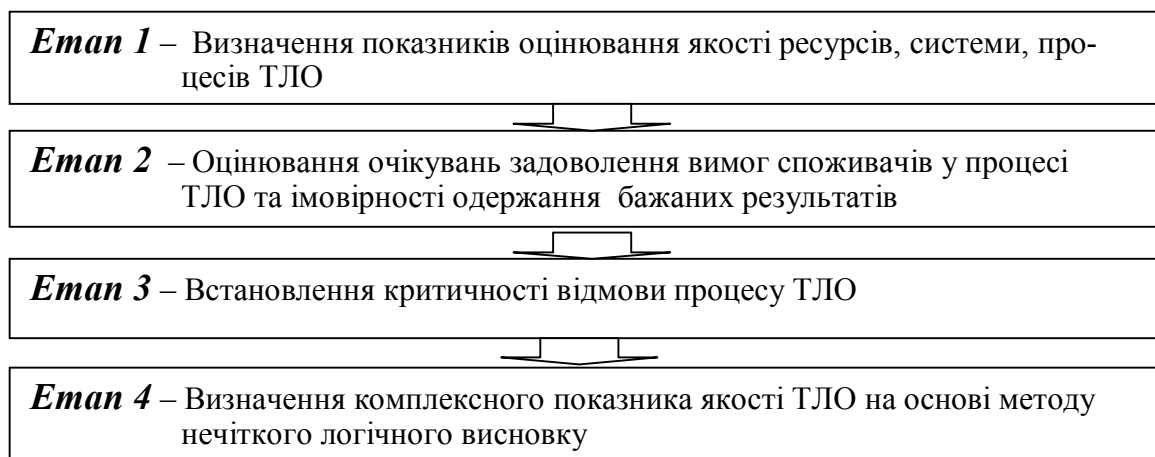 Етап 1 – Визначення показників оцінювання якості ресурсів, системи, про-
цесів ТЛО
Етап 2 – Оцінювання очікувань задоволення вимог споживачів у процесі
ТЛО та імовірності одержання бажаних результатів
Етап 3 – Встановлення критичності відмови процесу ТЛО
Етап 4 – Визначення комплексного показника якості ТЛО на основі методу
нечіткого логічного висновку